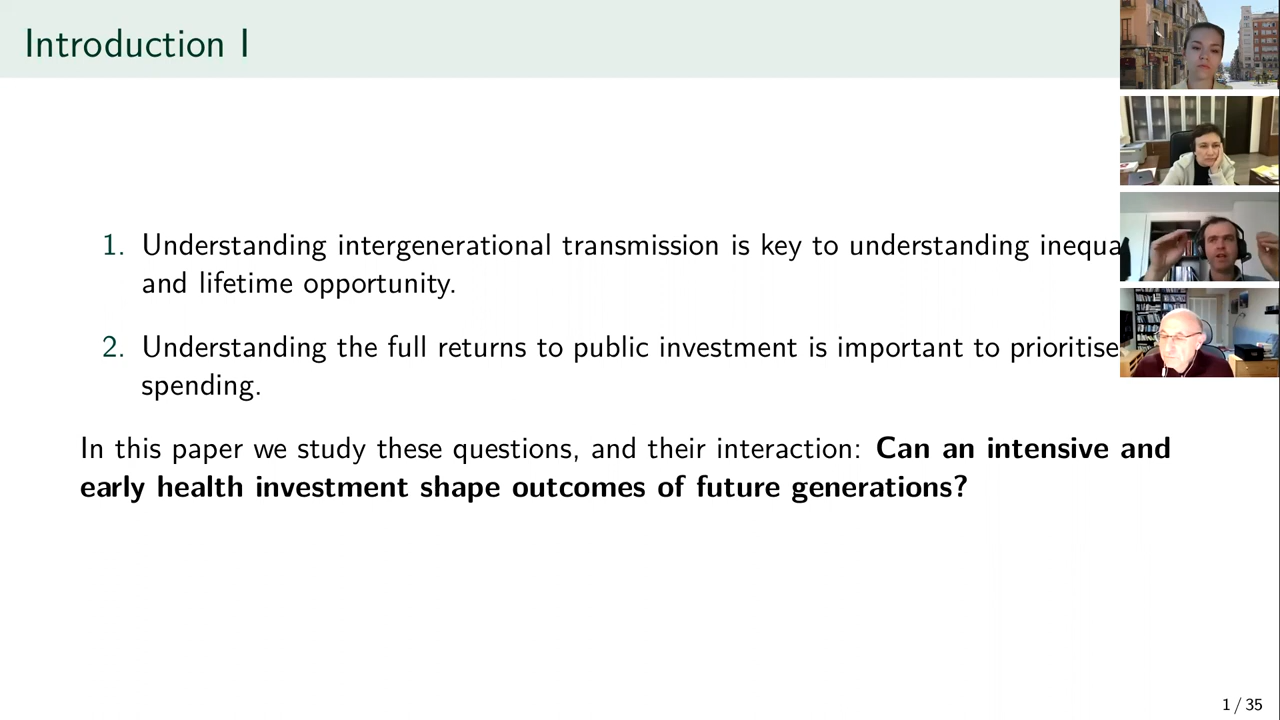 Introduction I
1. Understanding intergenerational transmission is key to understanding inequa
and lifetime opportunity.
2. Understanding the full returns to public investment is important to prioritise
spending.
In this paper we study these questions, and their interaction: Can an intensive and
early health investment shape outcomes of future generations?
1 / 35